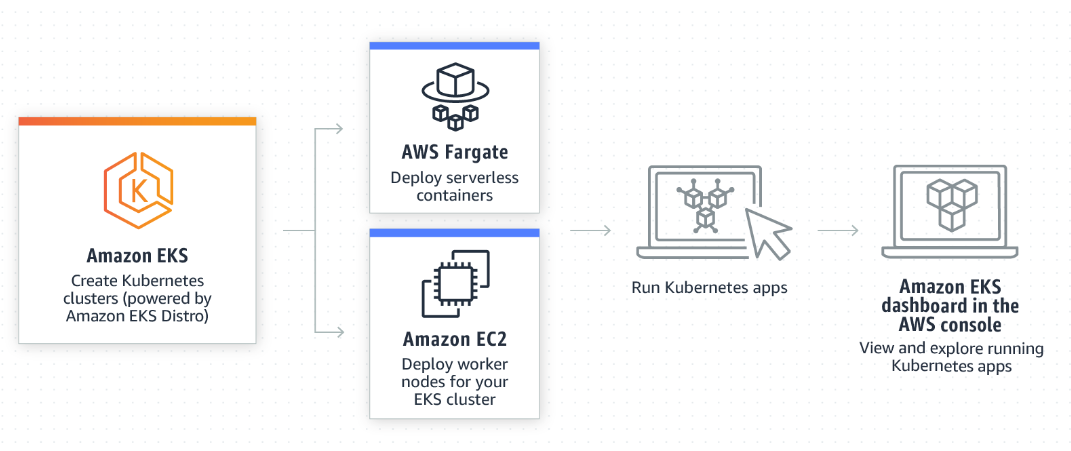 K
Amazon EKS
Create Kubernetes
clusters (powered by
Amazon EKS Distro)
AWS Fargate
Deploy serverless
containers
Amazon EC2
Deploy worker
nodes for your
EKS cluster
Run Kubernetes apps
Amazon EKS
dashboard in the
AWS console
View and explore running
Kubernetes apps